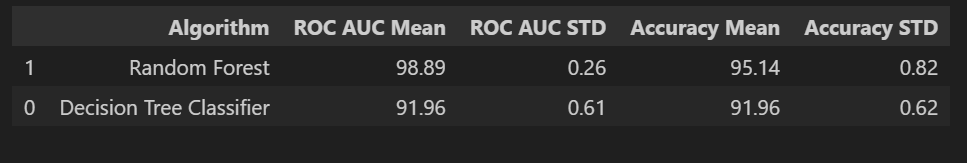 Algorithm ROC AUC Mean ROC AUC STD Accuracy Mean Accuracy STD
1 Random Forest 98.89 0.26 95.14 0.82
0 Decision Tree Classifier 91.96 0.61 91.96 0.62